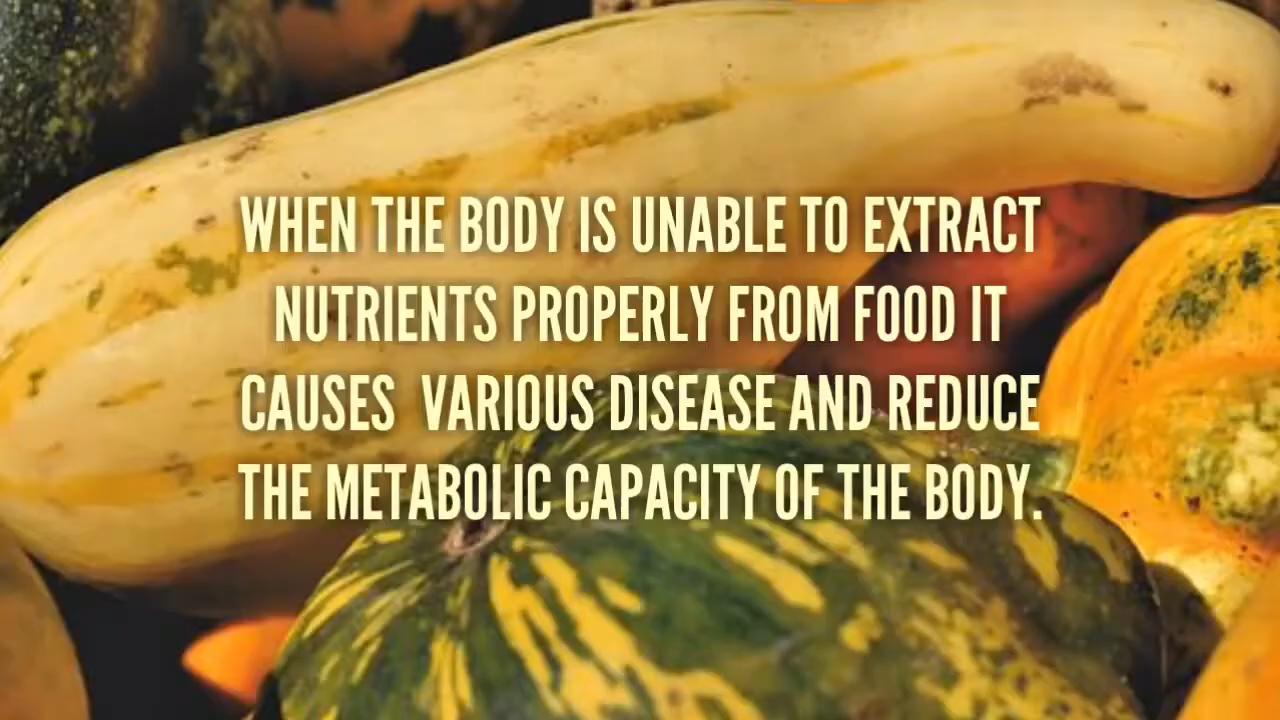 WHEN THE BODY IS UNABLE TO EXTRACT
NUTRIENTS PROPERLY FROM FOOD IT
CAUSES  VARIOUS DISEASE AND REDUCE
THE METABOLIC CAPACITY OF THE BODY.